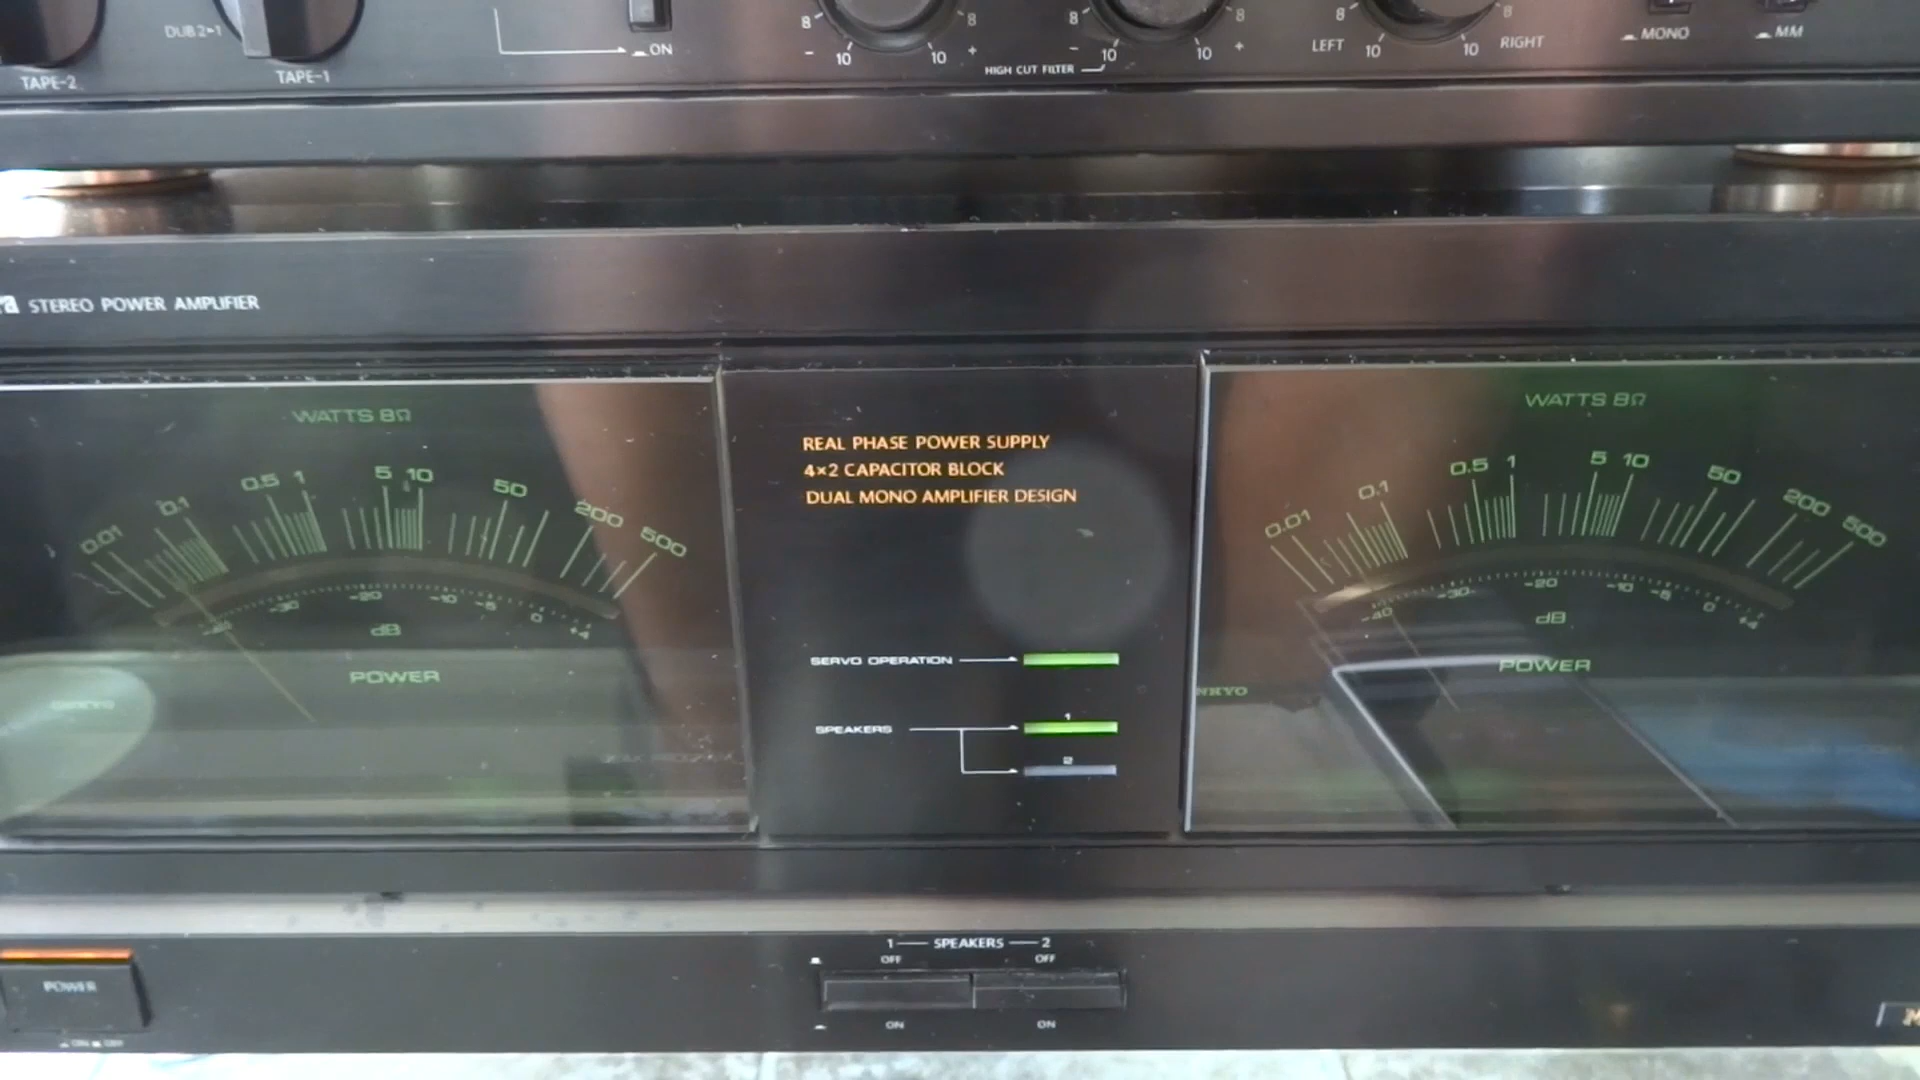 DUB 2▸1
TAPE-2
TAPE-1
ON
8 8
- 10 10 +
HIGH CUT FILTER
8 8
- 10 10 +
8 8
LEFT 10 10 RIGHT
MONO
MM
STEREO POWER AMPLIFIER
WATTS 8Ω
0.01 0.1 0.5 1 5 10 50 200 500
-40 -30 -20 -10 -5 0 +4
dB
POWER
ONKYO
REAL PHASE POWER SUPPLY
4×2 CAPACITOR BLOCK
DUAL MONO AMPLIFIER DESIGN
SERVO OPERATION
SPEAKERS
1
2
WATTS 8Ω
0.01 0.1 0.5 1 5 10 50 200 500
-40 -30 -20 -10 -5 0 +4
dB
POWER
NKYO
POWER
ON OFF
1 SPEAKERS 2
OFF OFF
ON ON
M